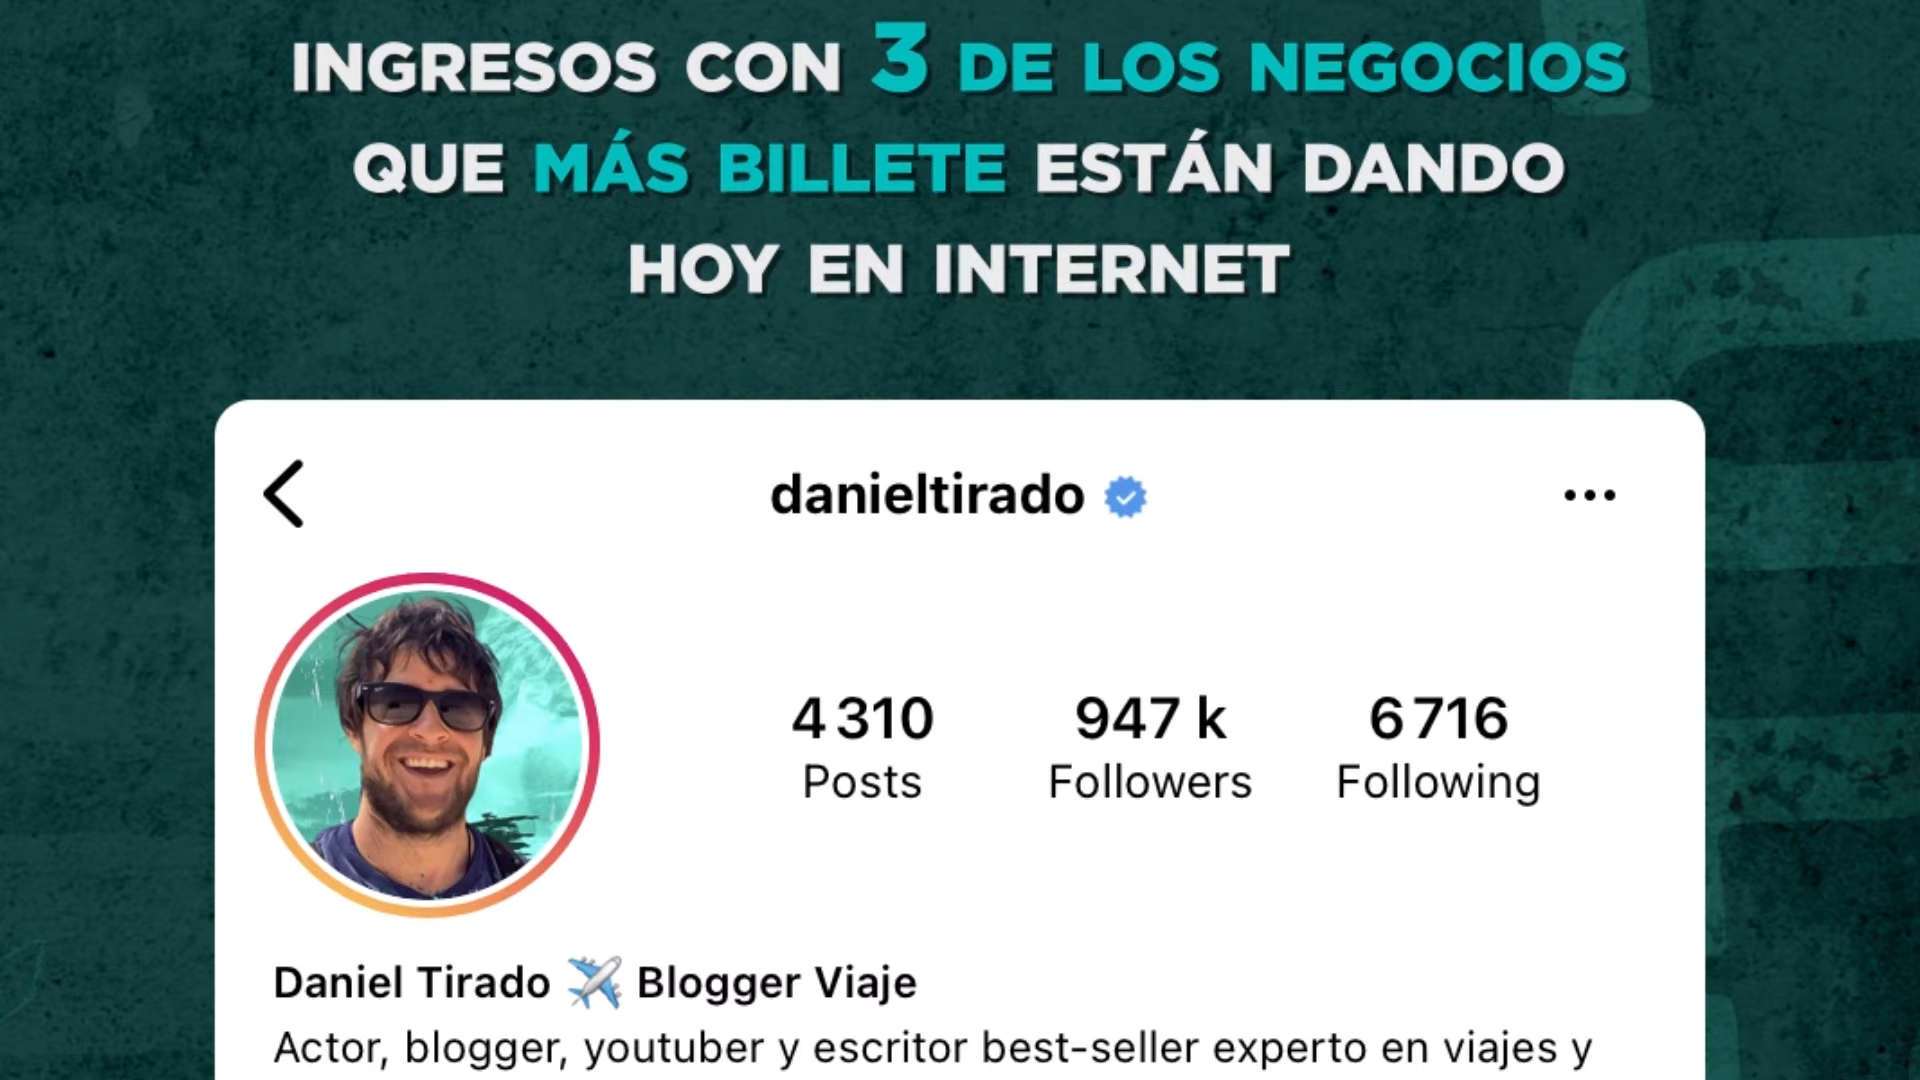 INGRESOS CON 3 DE LOS NEGOCIOS
QUE MÁS BILLETE ESTÁN DANDO
HOY EN INTERNET
danieltirado
4 310 947 k 6 716
Posts Followers Following
Daniel Tirado ✈️ Blogger Viaje
Actor, blogger, youtuber y escritor best-seller experto en viajes y